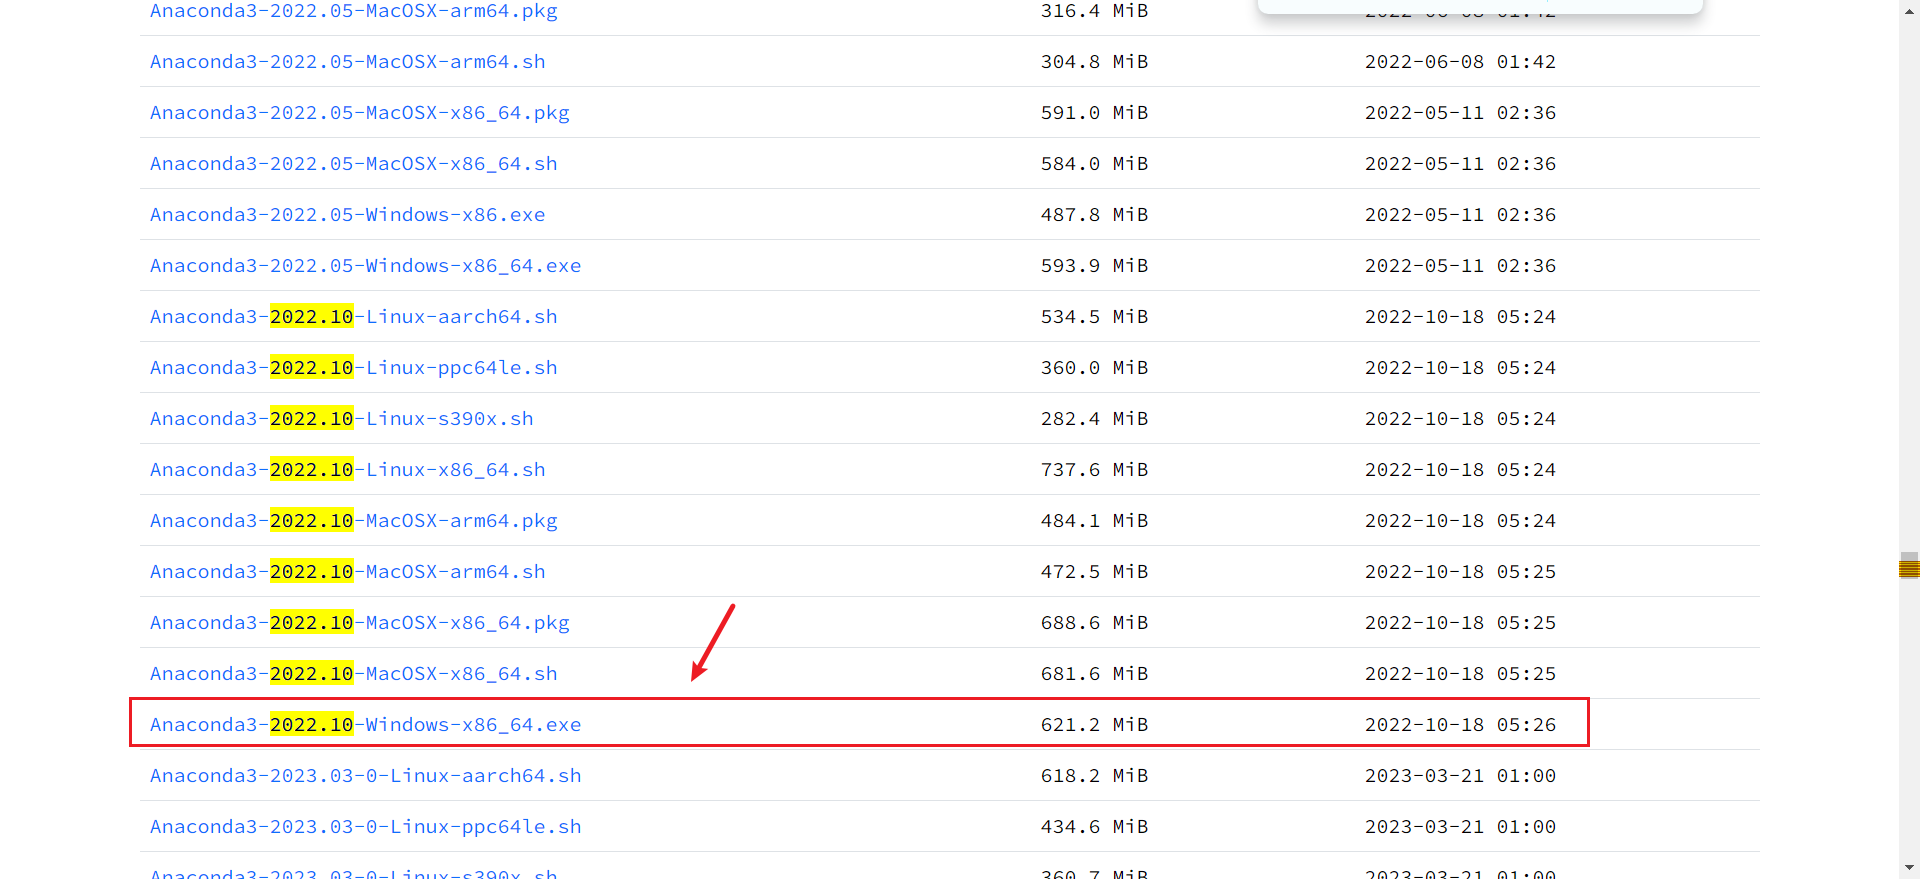 Anaconda3-2022.05-MacOSX-arm64.pkg 316.4 MiB 2022-06-08 01:42
Anaconda3-2022.05-MacOSX-arm64.sh 304.8 MiB 2022-06-08 01:42
Anaconda3-2022.05-MacOSX-x86_64.pkg 591.0 MiB 2022-05-11 02:36
Anaconda3-2022.05-MacOSX-x86_64.sh 584.0 MiB 2022-05-11 02:36
Anaconda3-2022.05-Windows-x86.exe 487.8 MiB 2022-05-11 02:36
Anaconda3-2022.05-Windows-x86_64.exe 593.9 MiB 2022-05-11 02:36
Anaconda3-2022.10-Linux-aarch64.sh 534.5 MiB 2022-10-18 05:24
Anaconda3-2022.10-Linux-ppc64le.sh 360.0 MiB 2022-10-18 05:24
Anaconda3-2022.10-Linux-s390x.sh 282.4 MiB 2022-10-18 05:24
Anaconda3-2022.10-Linux-x86_64.sh 737.6 MiB 2022-10-18 05:24
Anaconda3-2022.10-MacOSX-arm64.pkg 484.1 MiB 2022-10-18 05:24
Anaconda3-2022.10-MacOSX-arm64.sh 472.5 MiB 2022-10-18 05:25
Anaconda3-2022.10-MacOSX-x86_64.pkg 688.6 MiB 2022-10-18 05:25
Anaconda3-2022.10-MacOSX-x86_64.sh 681.6 MiB 2022-10-18 05:25
Anaconda3-2022.10-Windows-x86_64.exe 621.2 MiB 2022-10-18 05:26
Anaconda3-2023.03-0-Linux-aarch64.sh 618.2 MiB 2023-03-21 01:00
Anaconda3-2023.03-0-Linux-ppc64le.sh 434.6 MiB 2023-03-21 01:00
Anaconda3-2023.03-0-Linux-s390x.sh 360.7 MiB 2023-03-21 01:00